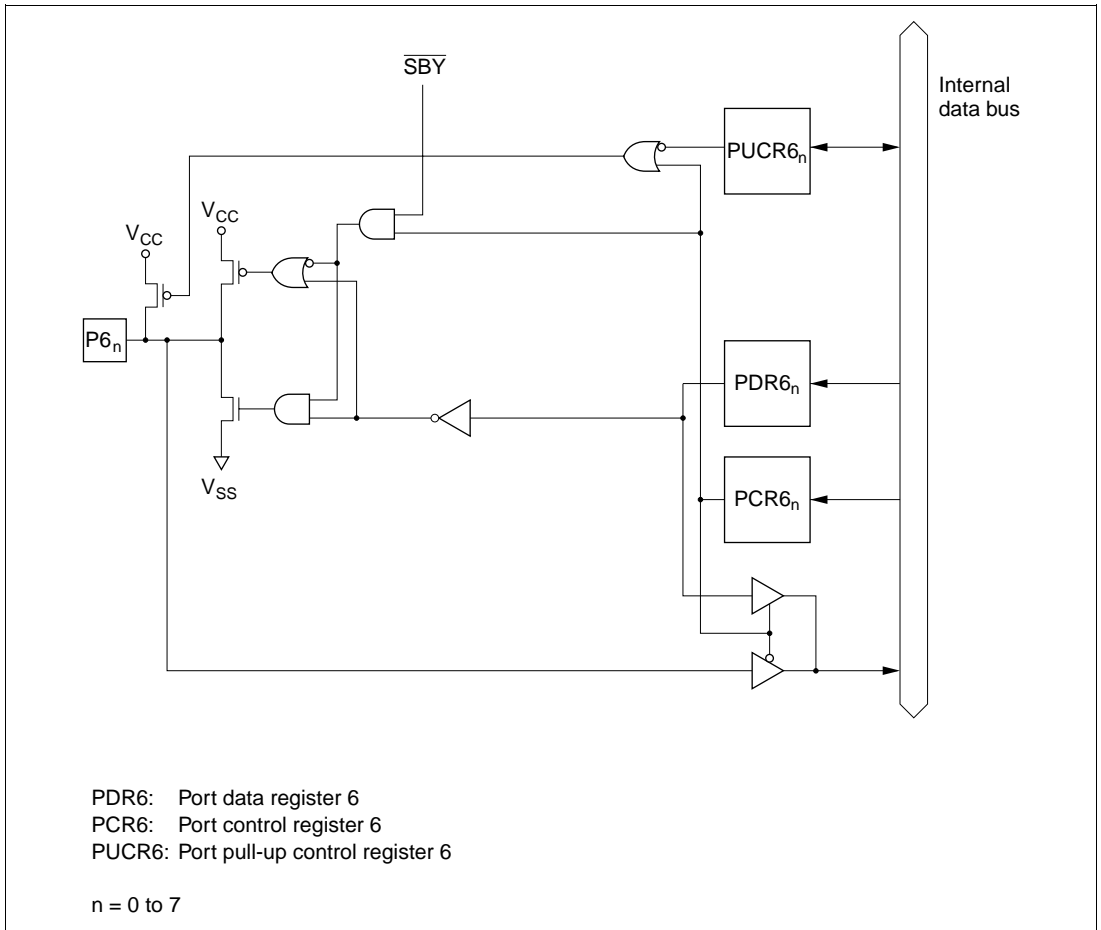 SBY
Internal
data bus
PUCR6n
VCC
VCC
P6n
PDR6n
VSS
PCR6n
PDR6: Port data register 6
PCR6: Port control register 6
PUCR6: Port pull-up control register 6
n = 0 to 7